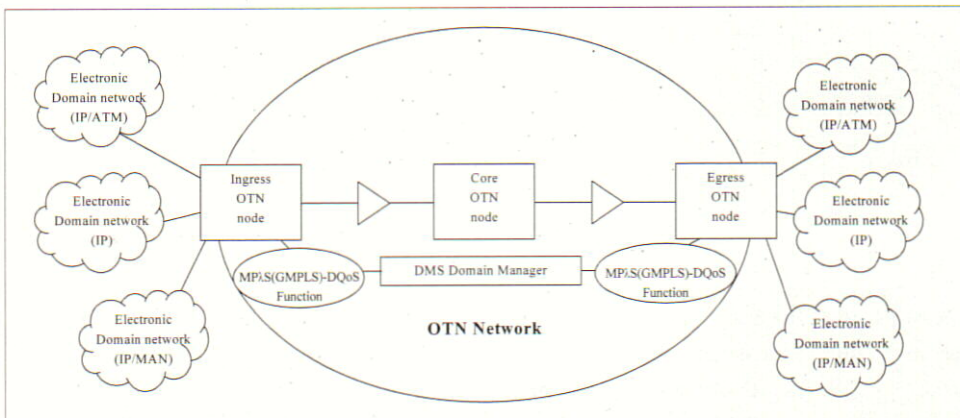 Electronic
Domain network
(IP/ATM)
Electronic
Domain network
(IP/ATM)
Ingress
OTN
node
Core
OTN
node
Egress
OTN
node
Electronic
Domain network
(IP)
Electronic
Domain network
(IP)
MPλS(GMPLS)-DQoS
Function
DMS Domain Manager
MPλS(GMPLS)-DQoS
Function
OTN Network
Electronic
Domain network
(IP/MAN)
Electronic
Domain network
(IP/MAN)